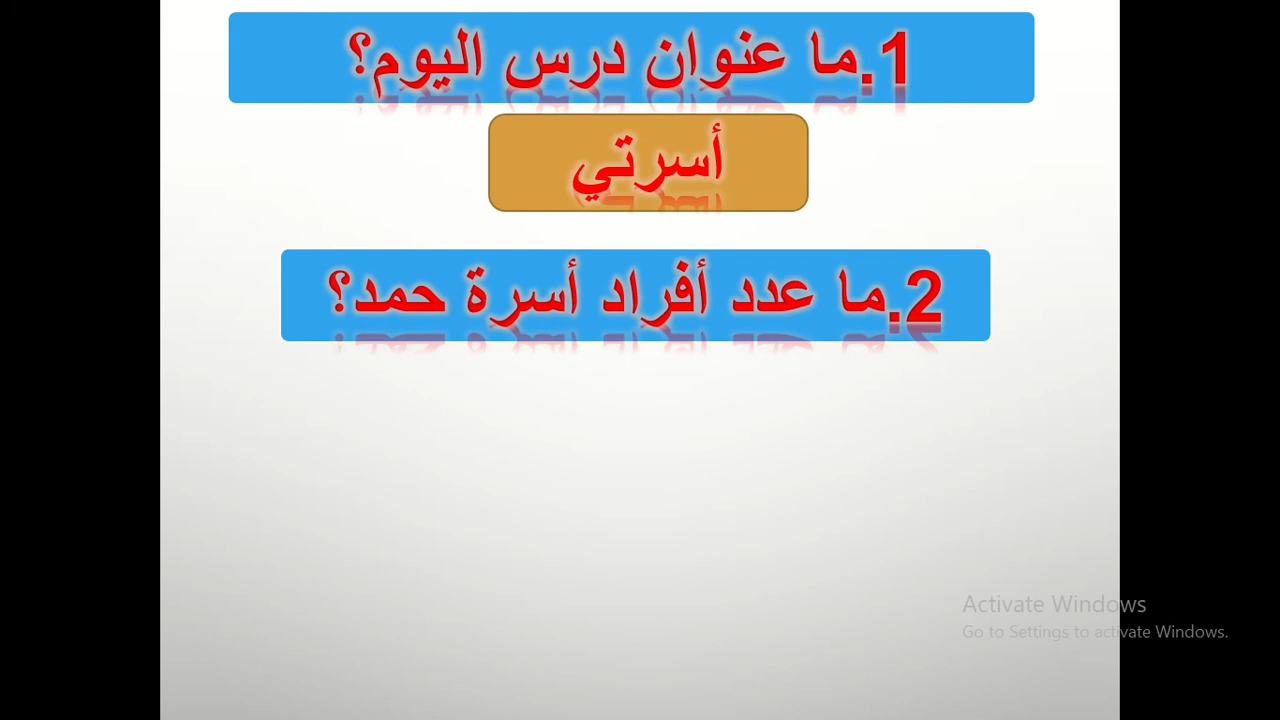 1.ما عنوان درس اليوم؟
أسرتي
2.ما عدد أفراد أسرة حمد؟
Activate Windows
Go to Settings to activate Windows.